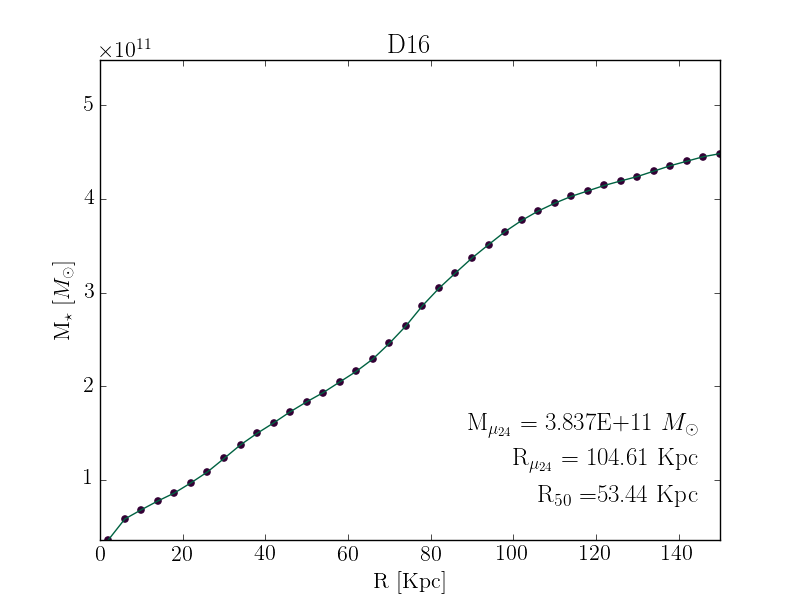 D16
×10¹¹
5
4
3
2
1
M⋆ [M⊙]
M_μ₂₄ = 3.837E+11 M⊙
R_μ₂₄ = 104.61 Kpc
R₅₀ =53.44 Kpc
0 20 40 60 80 100 120 140
R [Kpc]